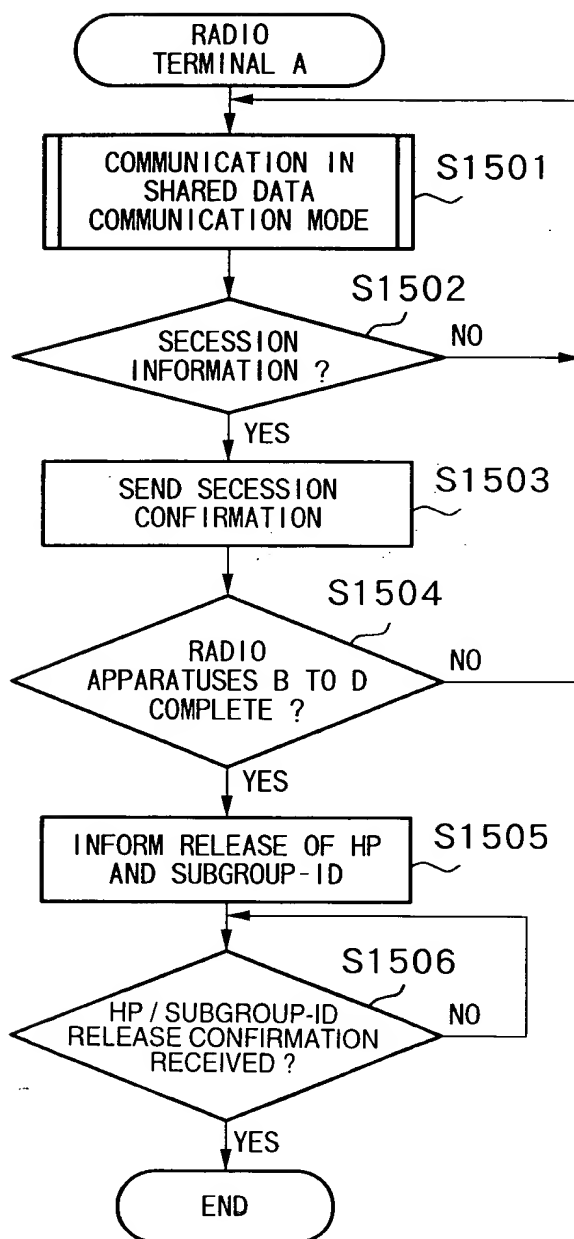 RADIO
TERMINAL A
COMMUNICATION IN
SHARED DATA
COMMUNICATION MODE
S1501
S1502
SECESSION
INFORMATION ?
NO
YES
SEND SECESSION
CONFIRMATION
S1503
S1504
RADIO
APPARATUSES B TO D
COMPLETE ?
NO
YES
INFORM RELEASE OF HP
AND SUBGROUP-ID
S1505
S1506
HP / SUBGROUP-ID
RELEASE CONFIRMATION
RECEIVED ?
NO
YES
END